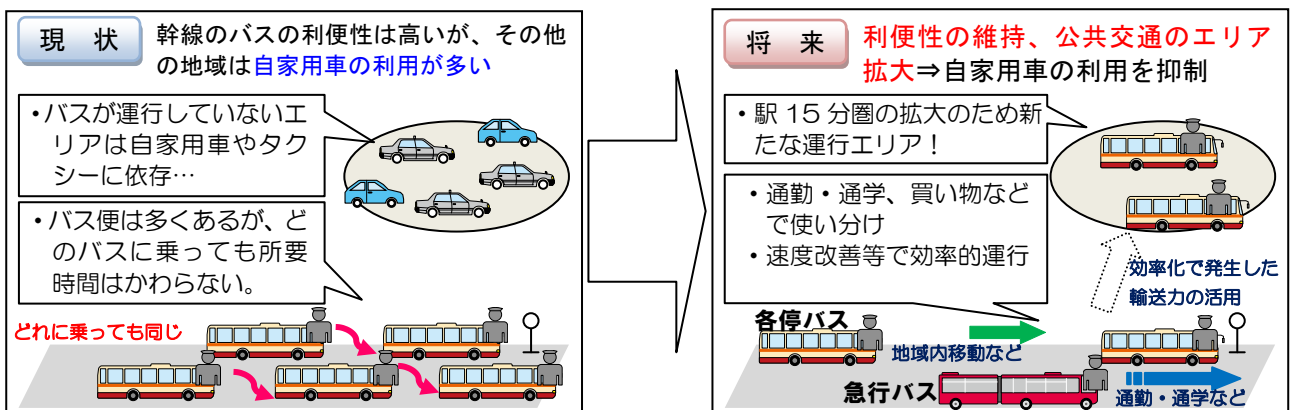 現 状
幹線のバスの利便性は高いが、その他
の地域は自家用車の利用が多い
・バスが運行していないエ
リアは自家用車やタク
シーに依存…
・バス便は多くあるが、ど
のバスに乗っても所要
時間はかわらない。
どれに乗っても同じ
将 来
利便性の維持、公共交通のエリア
拡大⇒自家用車の利用を抑制
・駅 15 分圏の拡大のため新
たな運行エリア！
・通勤・通学、買い物など
で使い分け
・速度改善等で効率的運行
効率化で発生した
輸送力の活用
各停バス
地域内移動など
急行バス
通勤・通学など